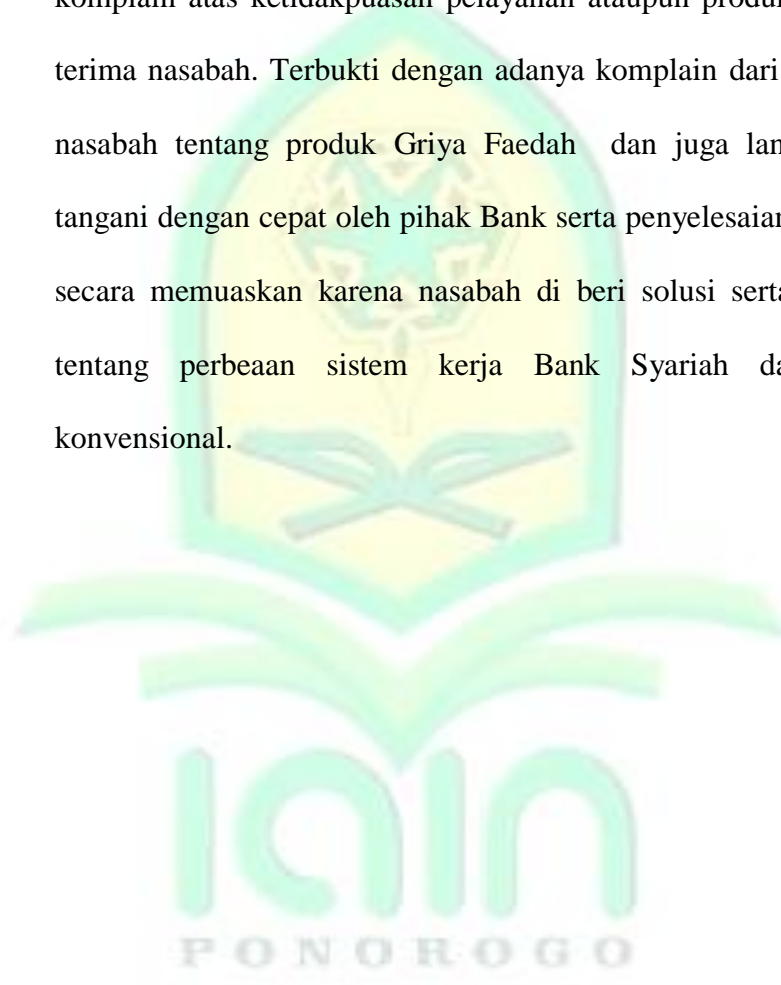 komplain atas ketidakpuasan pelayanan ataupun produk
terima nasabah. Terbukti dengan adanya komplain dari
nasabah tentang produk Griya Faedah dan juga lan
tangani dengan cepat oleh pihak Bank serta penyelesaian
secara memuaskan karena nasabah di beri solusi serta
tentang perbeaan sistem kerja Bank Syariah da
konvensional.
iain
PONOROGO